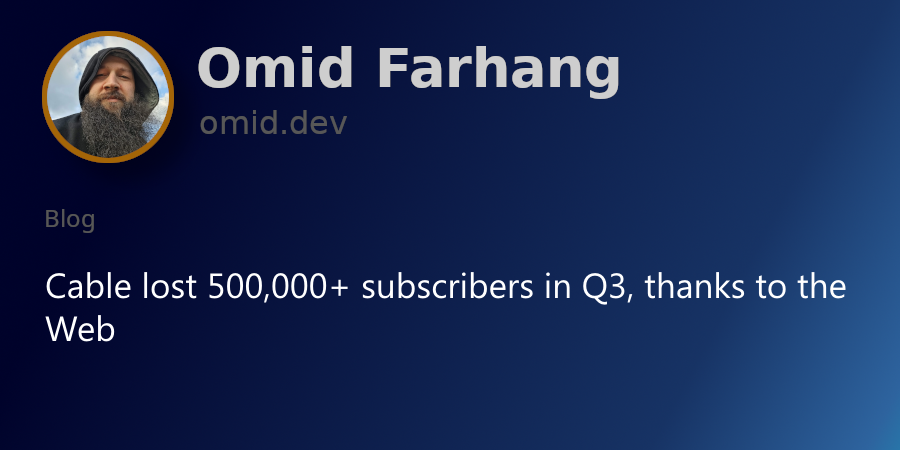 Omid Farhang
omid.dev
Blog
Cable lost 500,000+ subscribers in Q3, thanks to the
Web